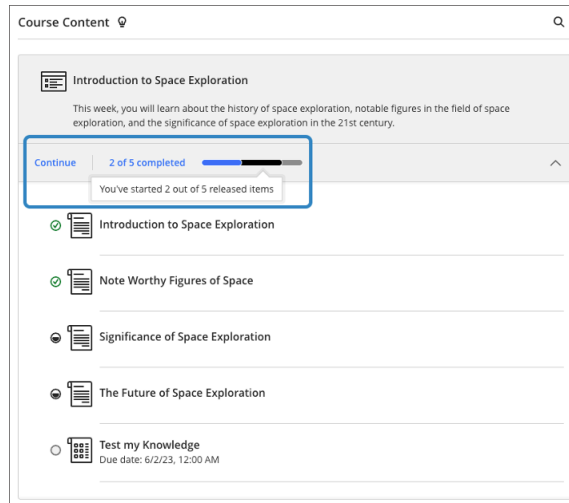 Course Content
Introduction to Space Exploration
This week, you will learn about the history of space exploration, notable figures in the field of space
exploration, and the significance of space exploration in the 21st century.
Continue
2 of 5 completed
You've started 2 out of 5 released items
Introduction to Space Exploration
Note Worthy Figures of Space
Significance of Space Exploration
The Future of Space Exploration
Test my Knowledge
Due date: 6/2/23, 12:00 AM